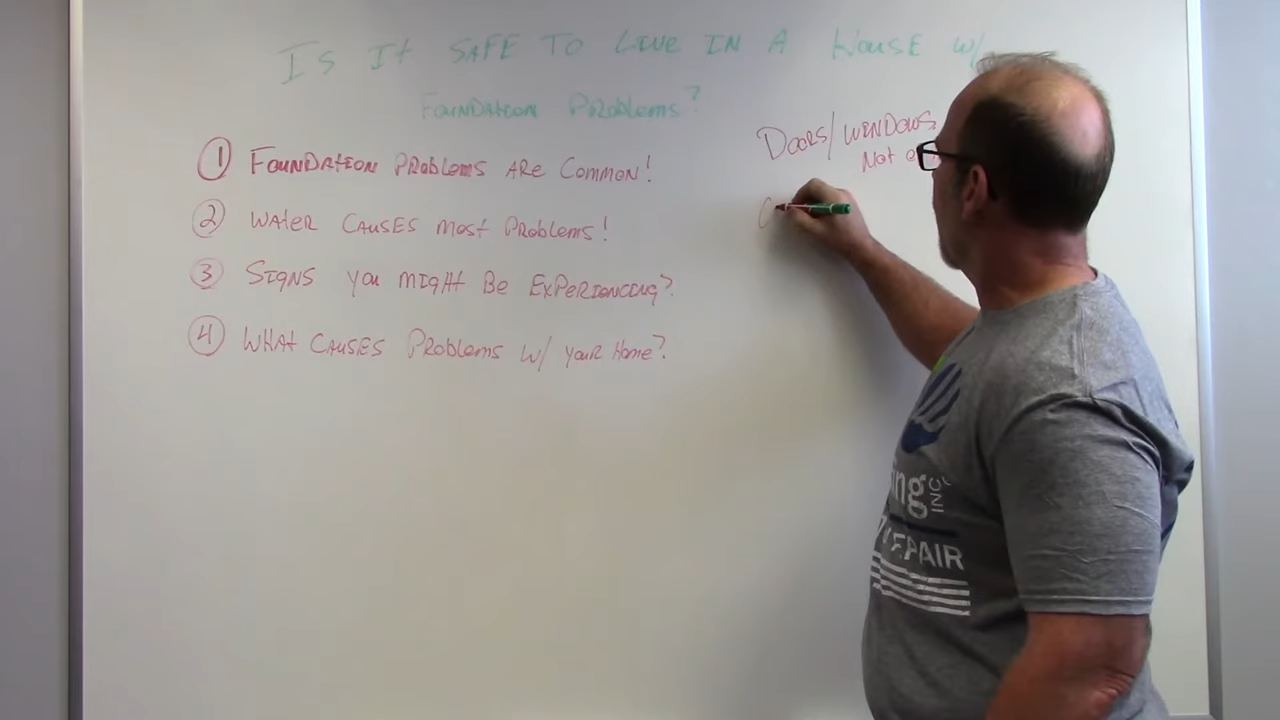 Is It SAFE TO LIVE IN A HOUSE W/
FOUNDATION PROBLEMS?
1 FOUNDATION PROBLEMS ARE COMMON!
2 WATER CAUSES MOST PROBLEMS!
3 SIGNS YOU MIGHT BE EXPERIENCING?
4 WHAT CAUSES PROBLEMS W/ YOUR HOME?
DOORS/WINDOWS
Not
INC